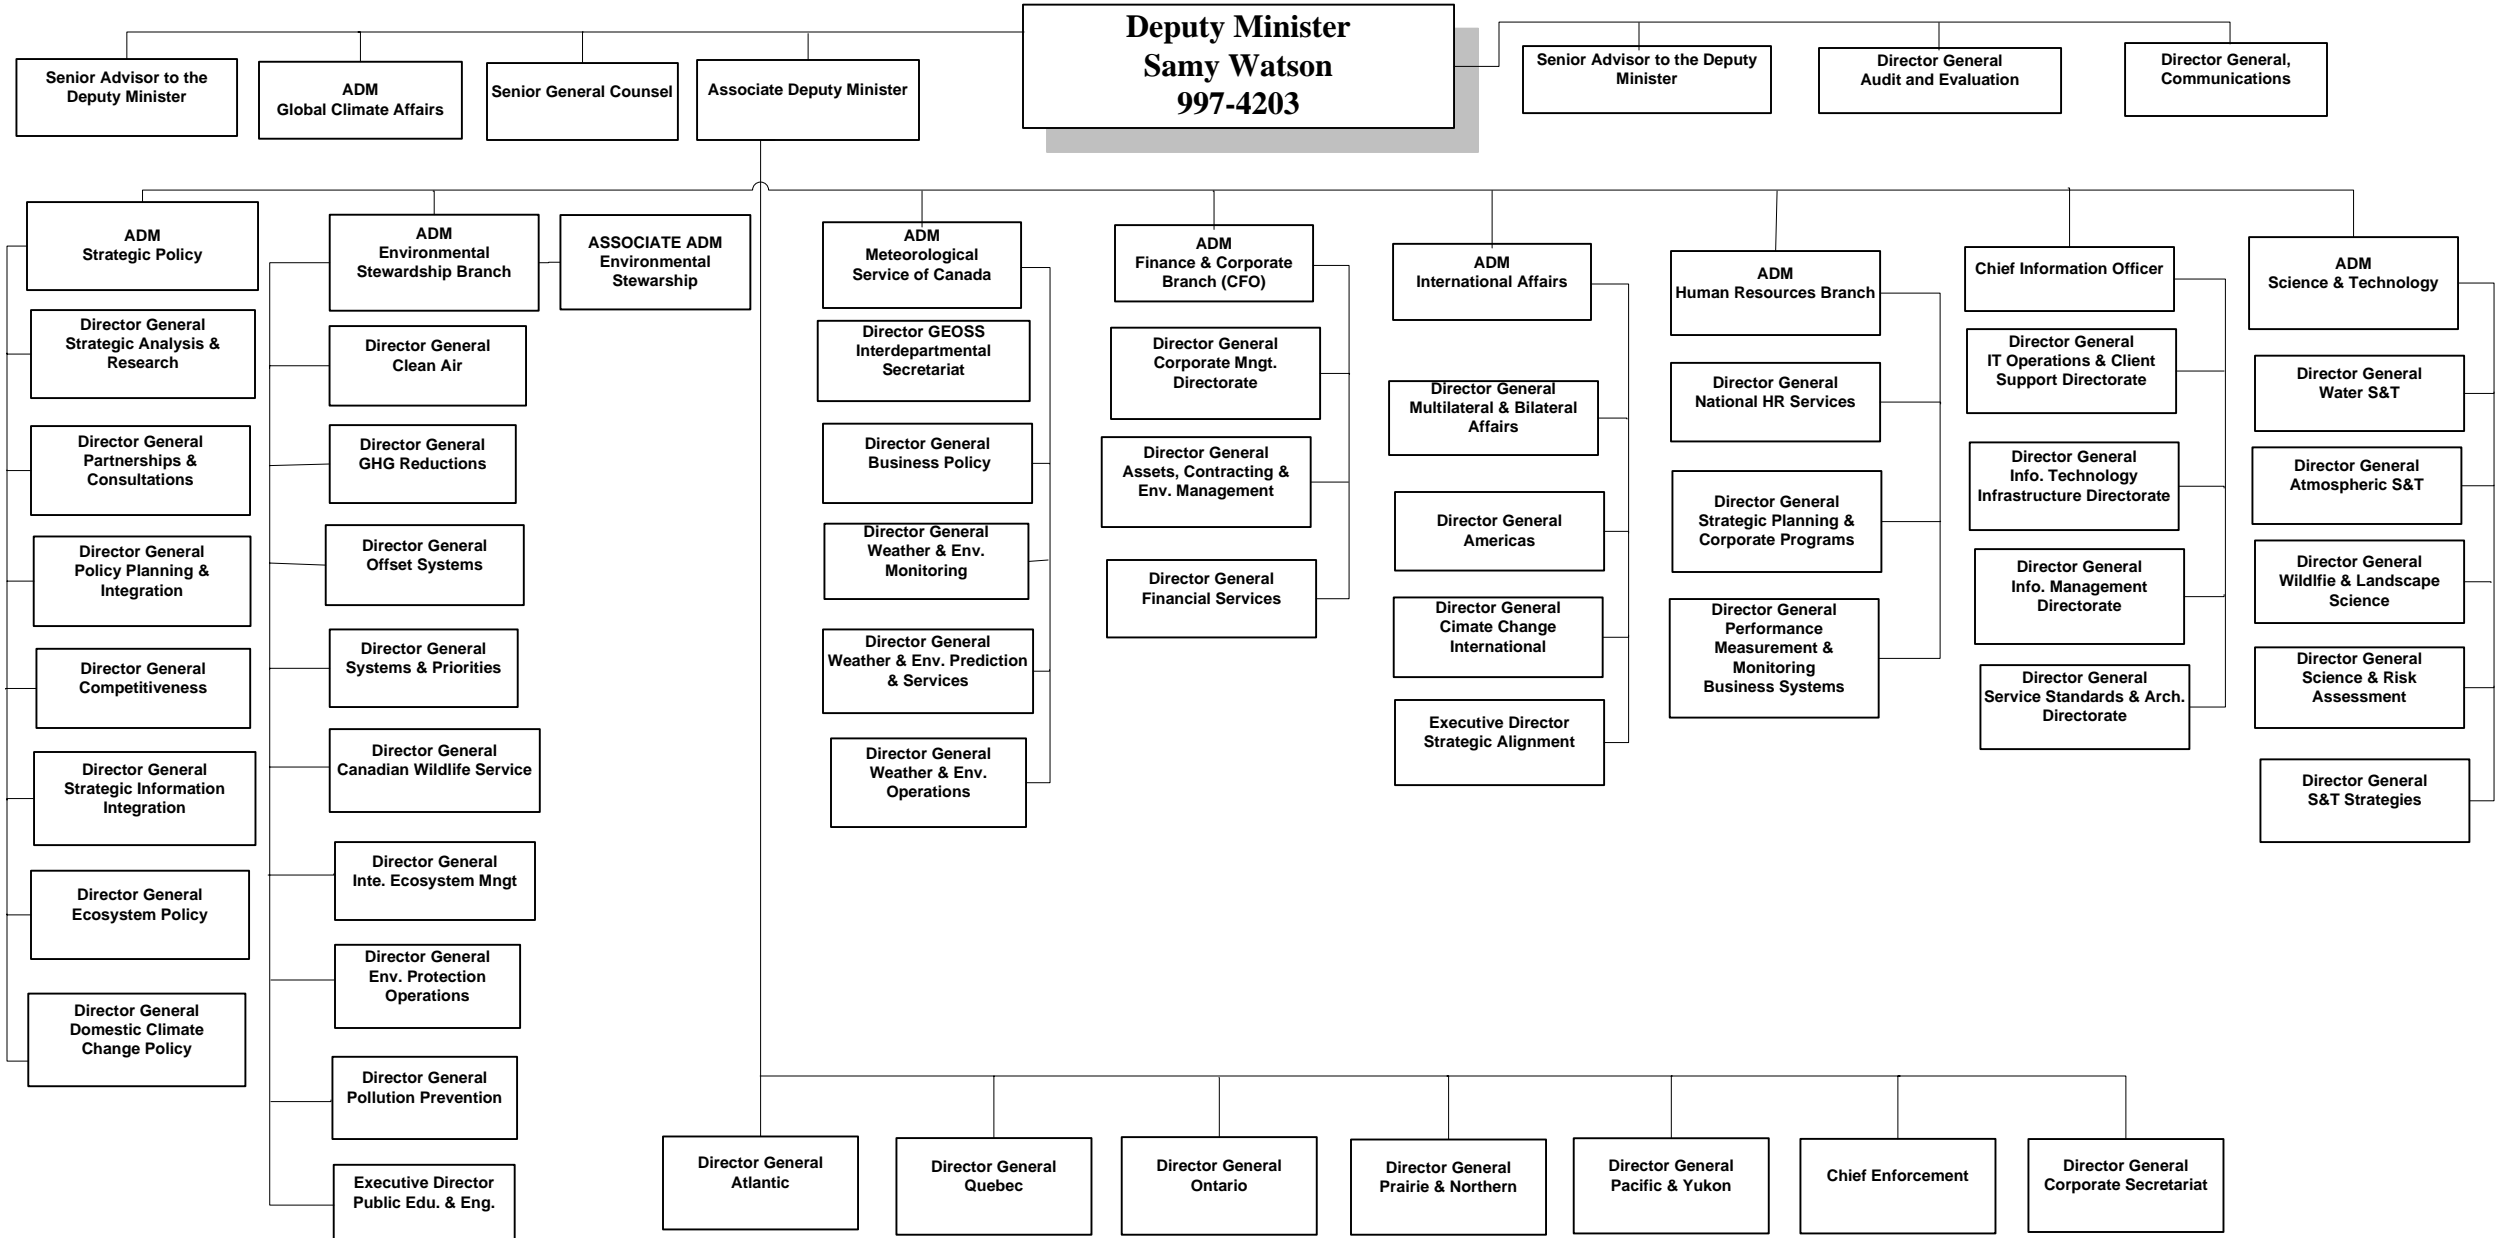 Deputy Minister
Samy Watson
997-4203
Senior Advisor to the
Deputy Minister
ADM
Global Climate Affairs
Senior General Counsel
Associate Deputy Minister
Senior Advisor to the Deputy
Minister
Director General
Audit and Evaluation
Director General,
Communications
ADM
Strategic Policy
Director General
Strategic Analysis &
Research
Director General
Partnerships &
Consultations
Director General
Policy Planning &
Integration
Director General
Competitiveness
Director General
Strategic Information
Integration
Director General
Ecosystem Policy
Director General
Domestic Climate
Change Policy
ADM
Environmental
Stewardship Branch
ASSOCIATE ADM
Environmental
Stewarship
Director General
Clean Air
Director General
GHG Reductions
Director General
Offset Systems
Director General
Systems & Priorities
Director General
Canadian Wildlife Service
Director General
Inte. Ecosystem Mngt
Director General
Env. Protection
Operations
Director General
Pollution Prevention
Executive Director
Public Edu. & Eng.
ADM
Meteorological
Service of Canada
Director GEOSS
Interdepartmental
Secretariat
Director General
Business Policy
Director General
Weather & Env.
Monitoring
Director General
Weather & Env. Prediction
& Services
Director General
Weather & Env.
Operations
ADM
Finance & Corporate
Branch (CFO)
Director General
Corporate Mngt.
Directorate
Director General
Assets, Contracting &
Env. Management
Director General
Financial Services
ADM
International Affairs
Director General
Multilateral & Bilateral
Affairs
Director General
Americas
Director General
Cimate Change
International
Executive Director
Strategic Alignment
ADM
Human Resources Branch
Director General
National HR Services
Director General
Strategic Planning &
Corporate Programs
Director General
Performance
Measurement &
Monitoring
Business Systems
Chief Information Officer
Director General
IT Operations & Client
Support Directorate
Director General
Info. Technology
Infrastructure Directorate
Director General
Info. Management
Directorate
Director General
Service Standards & Arch.
Directorate
ADM
Science & Technology
Director General
Water S&T
Director General
Atmospheric S&T
Director General
Wildlfie & Landscape
Science
Director General
Science & Risk
Assessment
Director General
S&T Strategies
Director General
Atlantic
Director General
Quebec
Director General
Ontario
Director General
Prairie & Northern
Director General
Pacific & Yukon
Chief Enforcement
Director General
Corporate Secretariat